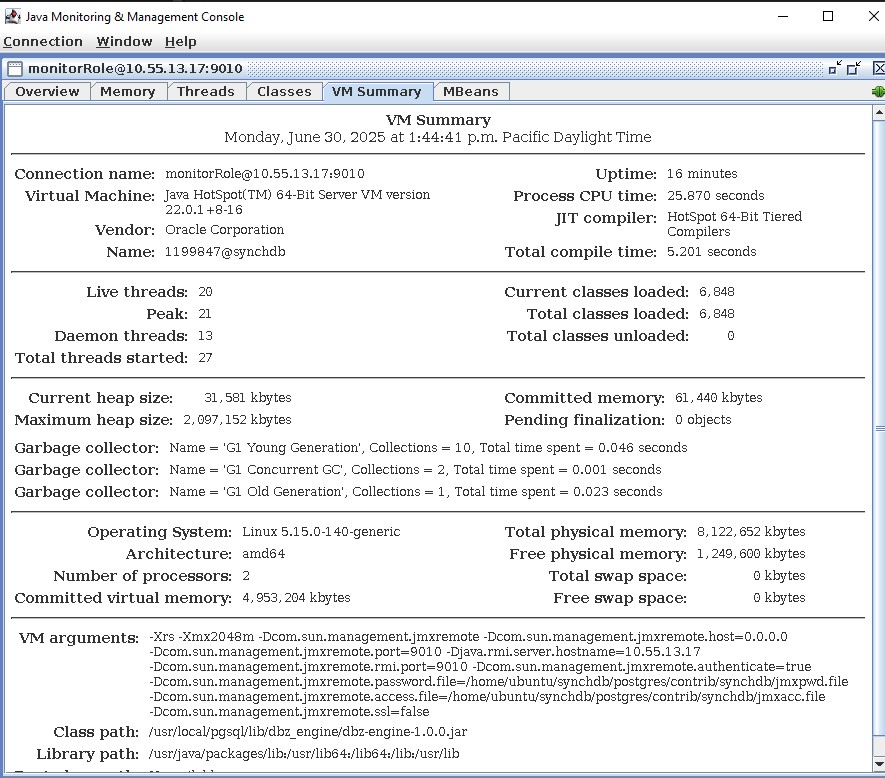 Java Monitoring & Management Console
Connection Window Help
monitorRole@10.55.13.17:9010
Overview Memory Threads Classes VM Summary MBeans
VM Summary
Monday, June 30, 2025 at 1:44:41 p.m. Pacific Daylight Time
Connection name: monitorRole@10.55.13.17:9010
Virtual Machine: Java HotSpot(TM) 64-Bit Server VM version
22.0.1+8-16
Vendor: Oracle Corporation
Name: 1199847@synchdb
Uptime: 16 minutes
Process CPU time: 25.870 seconds
JIT compiler: HotSpot 64-Bit Tiered
Compilers
Total compile time: 5.201 seconds
Live threads: 20
Peak: 21
Daemon threads: 13
Total threads started: 27
Current classes loaded: 6,848
Total classes loaded: 6,848
Total classes unloaded: 0
Current heap size: 31,581 kbytes
Maximum heap size: 2,097,152 kbytes
Committed memory: 61,440 kbytes
Pending finalization: 0 objects
Garbage collector: Name = 'G1 Young Generation', Collections = 10, Total time spent = 0.046 seconds
Garbage collector: Name = 'G1 Concurrent GC', Collections = 2, Total time spent = 0.001 seconds
Garbage collector: Name = 'G1 Old Generation', Collections = 1, Total time spent = 0.023 seconds
Operating System: Linux 5.15.0-140-generic
Architecture: amd64
Number of processors: 2
Committed virtual memory: 4,953,204 kbytes
Total physical memory: 8,122,652 kbytes
Free physical memory: 1,249,600 kbytes
Total swap space: 0 kbytes
Free swap space: 0 kbytes
VM arguments: -Xrs -Xmx2048m -Dcom.sun.management.jmxremote -Dcom.sun.management.jmxremote.host=0.0.0.0
-Dcom.sun.management.jmxremote.port=9010 -Djava.rmi.server.hostname=10.55.13.17
-Dcom.sun.management.jmxremote.rmi.port=9010 -Dcom.sun.management.jmxremote.authenticate=true
-Dcom.sun.management.jmxremote.password.file=/home/ubuntu/synchdb/postgres/contrib/synchdb/jmxpwd.file
-Dcom.sun.management.jmxremote.access.file=/home/ubuntu/synchdb/postgres/contrib/synchdb/jmxacc.file
-Dcom.sun.management.jmxremote.ssl=false
Class path: /usr/local/pgsql/lib/dbz_engine/dbz-engine-1.0.0.jar
Library path: /usr/java/packages/lib:/usr/lib64:/lib64:/lib:/usr/lib